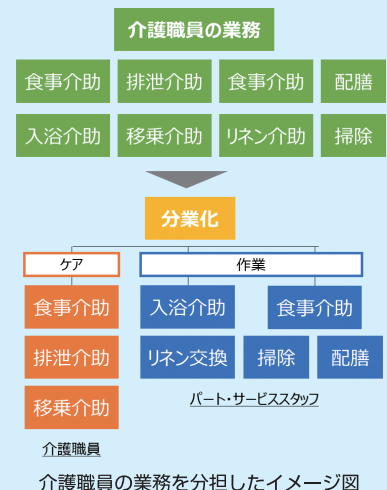 介護職員の業務
食事介助 排泄介助 食事介助 配膳
入浴介助 移乗介助 リネン介助 掃除
分業化
ケア 作業
食事介助 入浴介助 食事介助
排泄介助 リネン交換 掃除 配膳
移乗介助 パート・サービススタッフ
介護職員
介護職員の業務を分担したイメージ図